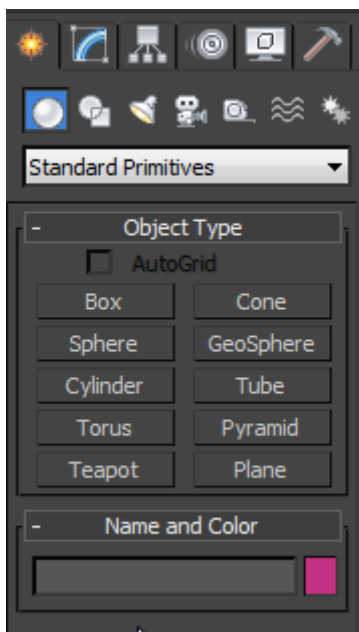 Standard Primitives
- Object Type
AutoGrid
Box Cone
Sphere GeoSphere
Cylinder Tube
Torus Pyramid
Teapot Plane
- Name and Color